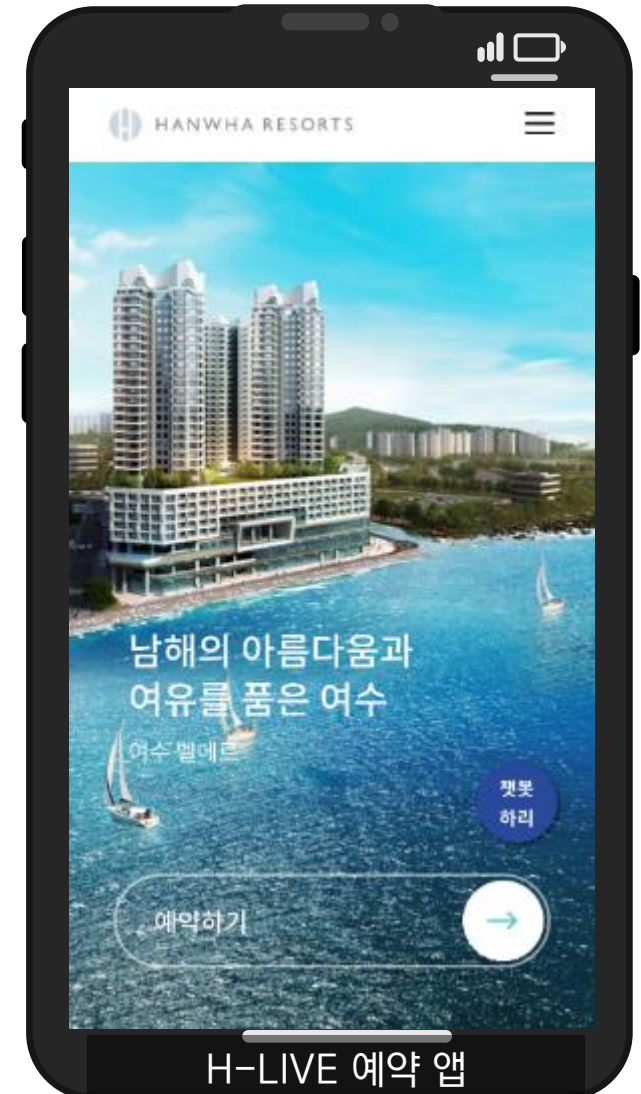 HANWHA RESORTS
남해의 아름다움과
여유를 품은 여수
여수 벨메르
챗봇
하리
예약하기
H-LIVE 예약 앱